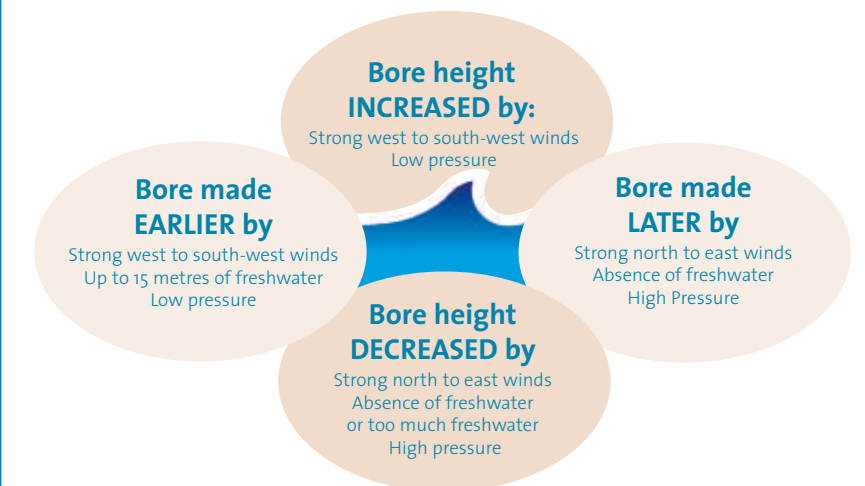 Bore height
INCREASED by:
Strong west to south-west winds
Low pressure
Bore made
EARLIER by
Strong west to south-west winds
Up to 15 metres of freshwater
Low pressure
Bore made
LATER by
Strong north to east winds
Absence of freshwater
High Pressure
Bore height
DECREASED by
Strong north to east winds
Absence of freshwater
or too much freshwater
High pressure